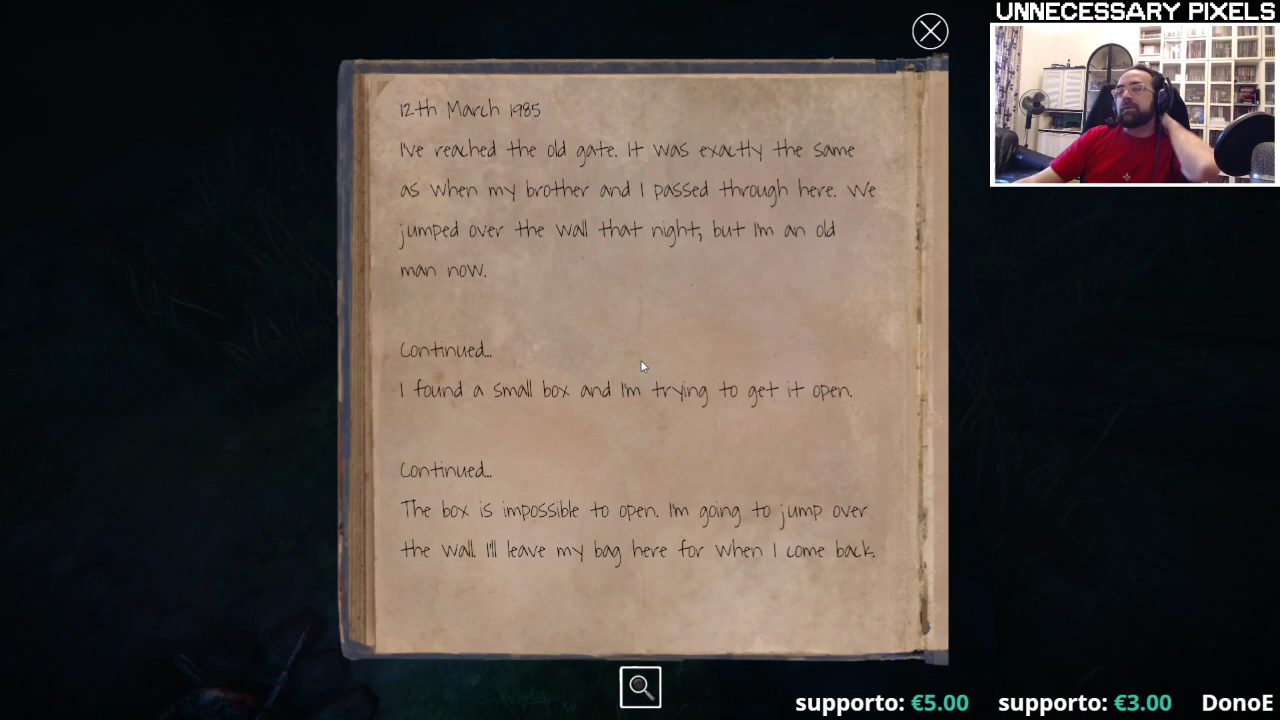 UNNECESSARY PIXELS
12th March 1985
I've reached the old gate. It was exactly the same
as when my brother and I passed through here. We
jumped over the wall that night, but I'm an old
man now.
Continued...
I found a small box and I'm trying to get it open.
Continued...
The box is impossible to open. I'm going to jump over
the wall. I'll leave my bag here for when I come back.
supporto: €5.00 supporto: €3.00 DonoE